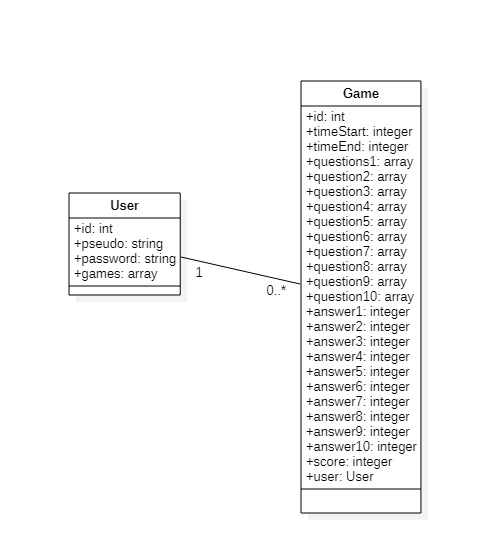 User
+id: int
+pseudo: string
+password: string
+games: array
1
0..*
Game
+id: int
+timeStart: integer
+timeEnd: integer
+questions1: array
+question2: array
+question3: array
+question4: array
+question5: array
+question6: array
+question7: array
+question8: array
+question9: array
+question10: array
+answer1: integer
+answer2: integer
+answer3: integer
+answer4: integer
+answer5: integer
+answer6: integer
+answer7: integer
+answer8: integer
+answer9: integer
+answer10: integer
+score: integer
+user: User